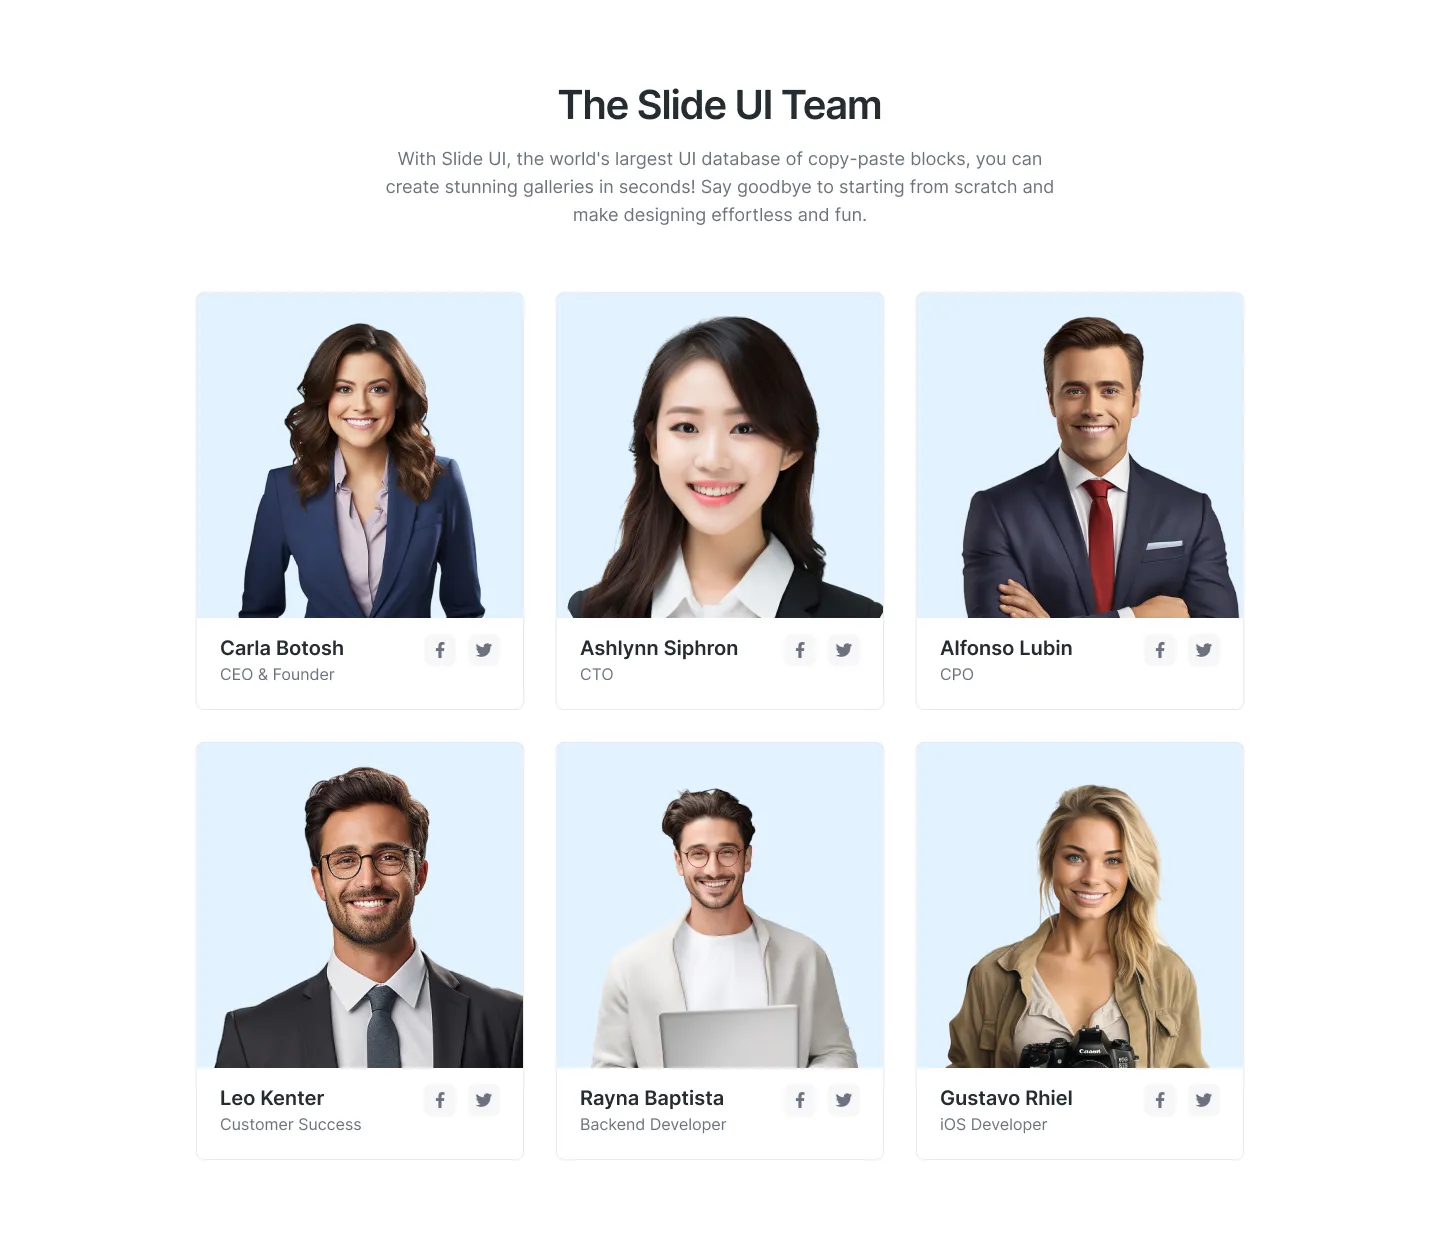 The Slide UI Team
With Slide UI, the world's largest UI database of copy-paste blocks, you can
create stunning galleries in seconds! Say goodbye to starting from scratch and
make designing effortless and fun.
Carla Botosh
CEO & Founder
Ashlynn Siphron
CTO
Alfonso Lubin
CPO
Canon
Leo Kenter
Customer Success
Rayna Baptista
Backend Developer
Gustavo Rhiel
iOS Developer